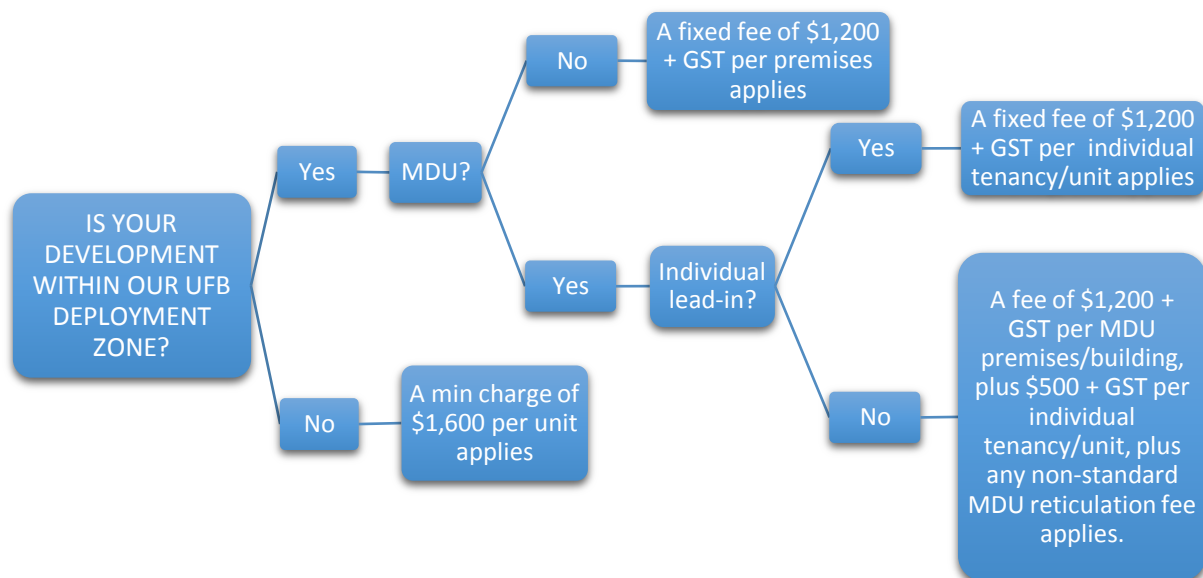 IS YOUR
DEVELOPMENT
WITHIN OUR UFB
DEPLOYMENT
ZONE?
Yes
MDU?
No
A fixed fee of $1,200
+ GST per premises
applies
Yes
Individual
lead-in?
Yes
A fixed fee of $1,200
+ GST per individual
tenancy/unit applies
No
A fee of $1,200 +
GST per MDU
premises/building,
plus $500 + GST per
individual
tenancy/unit, plus
any non-standard
MDU reticulation fee
applies.
No
A min charge of
$1,600 per unit
applies